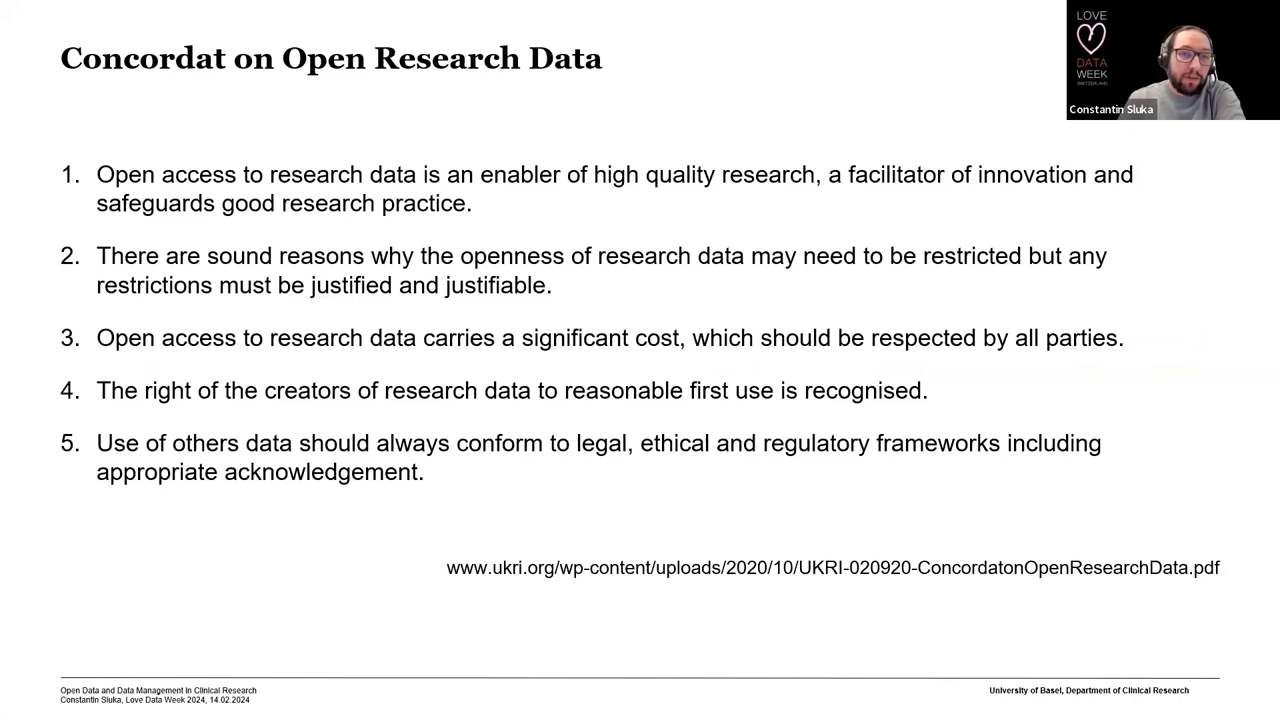 Concordat on Open Research Data
LOVE
DATA
WEEK
SWITZERLAND
Constantin Sluka
1. Open access to research data is an enabler of high quality research, a facilitator of innovation and
safeguards good research practice.
2. There are sound reasons why the openness of research data may need to be restricted but any
restrictions must be justified and justifiable.
3. Open access to research data carries a significant cost, which should be respected by all parties.
4. The right of the creators of research data to reasonable first use is recognised.
5. Use of others data should always conform to legal, ethical and regulatory frameworks including
appropriate acknowledgement.
www.ukri.org/wp-content/uploads/2020/10/UKRI-020920-ConcordatonOpenResearchData.pdf
Open Data and Data Management in Clinical Research
Constantin Sluka, Love Data Week 2024, 14.02.2024
University of Basel, Department of Clinical Research